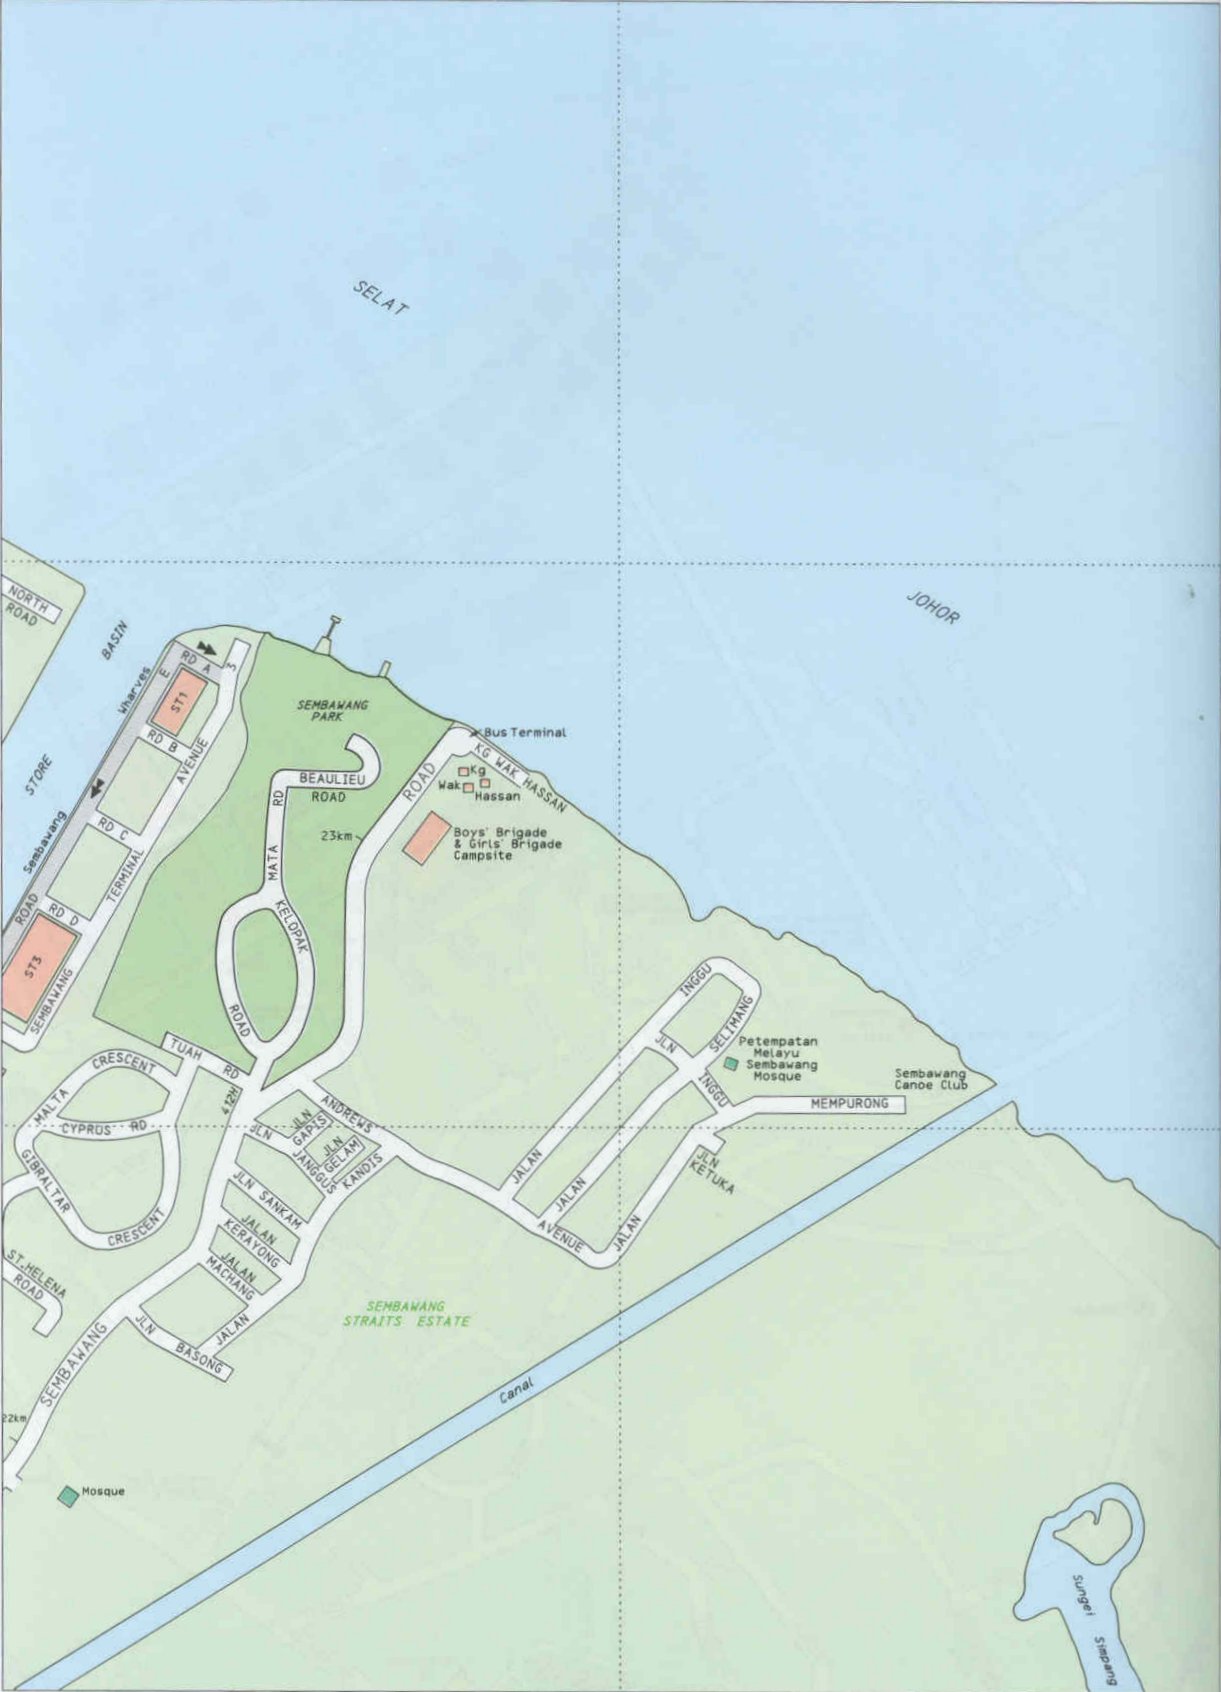 SELAT
JOHOR
NORTH
ROAD
BASIN
STORE
Wharves
Sembawang
ROAD
E
RD A
3
ST1
RD B
AVENUE
RD C
TERMINAL
RD D
ST3
SEMBAWANG
SEMBAWANG
PARK
BEAULIEU
ROAD
RD
MATA
KELOPAK
ROAD
23km
ROAD
Bus Terminal
KG WAK HASSAN
Kg
Wak
Hassan
Boys' Brigade
& Girls' Brigade
Campsite
TUAH
RD
412H
CRESCENT
MALTA
CYPRUS RD
GIBRALTAR
CRESCENT
ST.HELENA
ROAD
ANDREWS
AVENUE
JLN
GAPIS
JLN
GELAM
JLN
JANGGUS
KANDIS
JLN SANKAM
JALAN
KERAYONG
JALAN
MACHANG
JALAN
JLN
BASONG
SEMBAWANG
22km
Mosque
INGGU
JLN
SELIMANG
INGGU
JALAN
JALAN
JALAN
Petempatan
Melayu
Sembawang
Mosque
Sembawang
Canoe Club
MEMPURONG
JLN
KETUKA
SEMBAWANG
STRAITS ESTATE
Canal
Sungei
Simpang